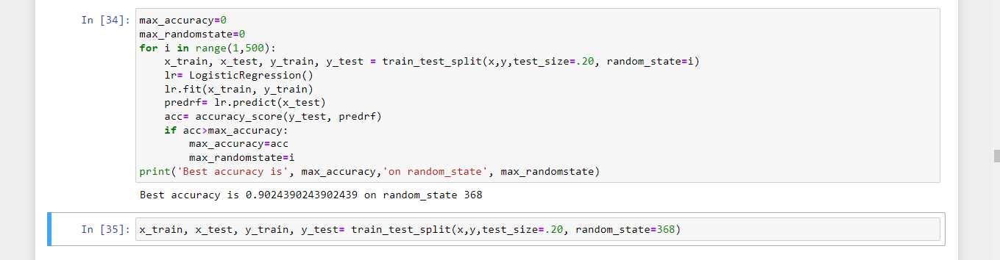 In [34]: max_accuracy=0
max_randomstate=0
for i in range(1,500):
    x_train, x_test, y_train, y_test = train_test_split(x,y,test_size=.20, random_state=i)
    lr= LogisticRegression()
    lr.fit(x_train, y_train)
    predrf= lr.predict(x_test)
    acc= accuracy_score(y_test, predrf)
    if acc>max_accuracy:
        max_accuracy=acc
        max_randomstate=i
print('Best accuracy is', max_accuracy,'on random_state', max_randomstate)
Best accuracy is 0.9024390243902439 on random_state 368
In [35]: x_train, x_test, y_train, y_test= train_test_split(x,y,test_size=.20, random_state=368)